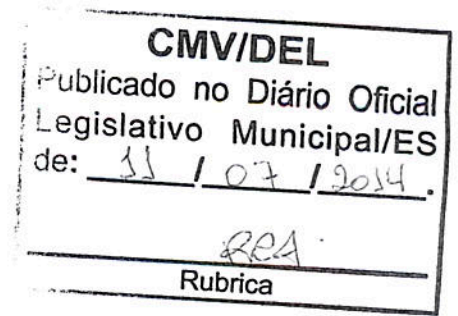 CMV/DEL
Publicado no Diário Oficial
Legislativo Municipal/ES
de: 11 / 07 / 2014.
Rubrica